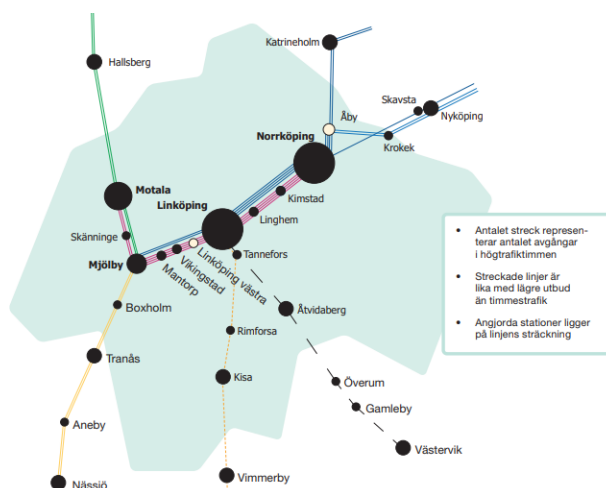 Hallsberg
Katrineholm
Skavsta
Nyköping
Åby
Krokek
Norrköping
Motala
Linköping
Kimstad
Linghem
Skänninge
Mjölby
Mantorp
Vikingstad
Linköping västra
Tannefors
Boxholm
Åtvidaberg
Rimforsa
Tranås
Kisa
Överum
Gamleby
Aneby
Västervik
Vimmerby
Nässjö
• Antalet streck represen-
terar antalet avgångar
i högtrafiktimmen
• Streckade linjer är
lika med lägre utbud
än timmestrafik
• Angjorda stationer ligger
på linjens sträckning